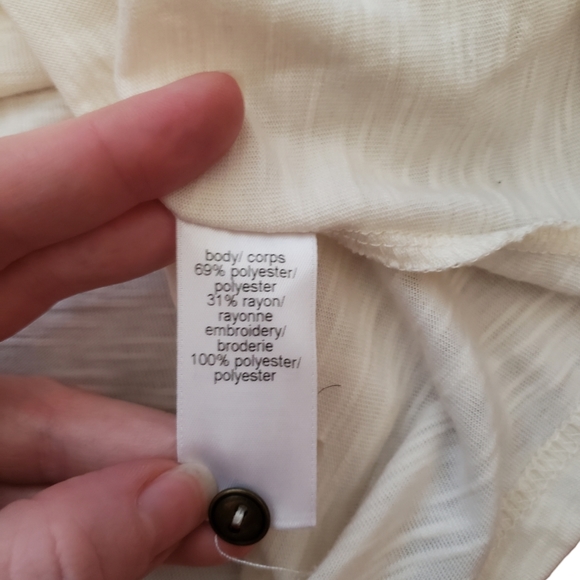 body/ corps
69% polyester/
polyester
31% rayon/
rayonne
embroidery/
broderie
100% polyester/
polyester